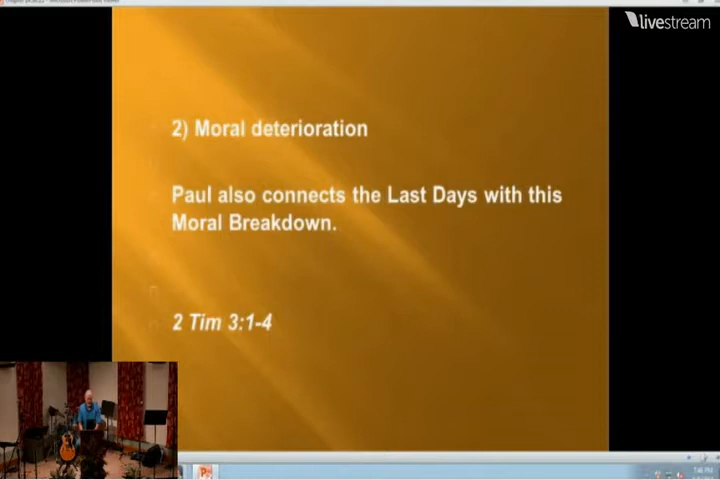 livestream
2) Moral deterioration
Paul also connects the Last Days with this
Moral Breakdown.
2 Tim 3:1-4